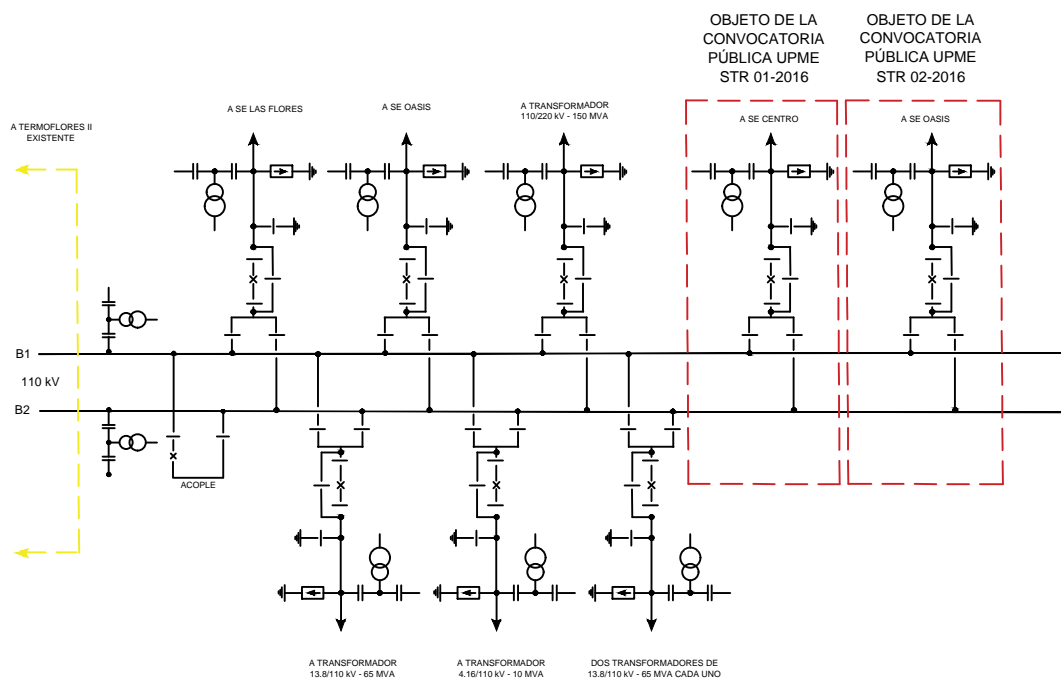 OBJETO DE LA
CONVOCATORIA
PÚBLICA UPME
STR 01-2016
OBJETO DE LA
CONVOCATORIA
PÚBLICA UPME
STR 02-2016
A TERMOFLORES II
EXISTENTE
A SE LAS FLORES
A SE OASIS
A TRANSFORMADOR
110/220 kV - 150 MVA
A SE CENTRO
A SE OASIS
B1
110 kV
B2
ACOPLE
A TRANSFORMADOR
13.8/110 kV - 65 MVA
A TRANSFORMADOR
4.16/110 kV - 10 MVA
DOS TRANSFORMADORES DE
13.8/110 kV - 65 MVA CADA UNO